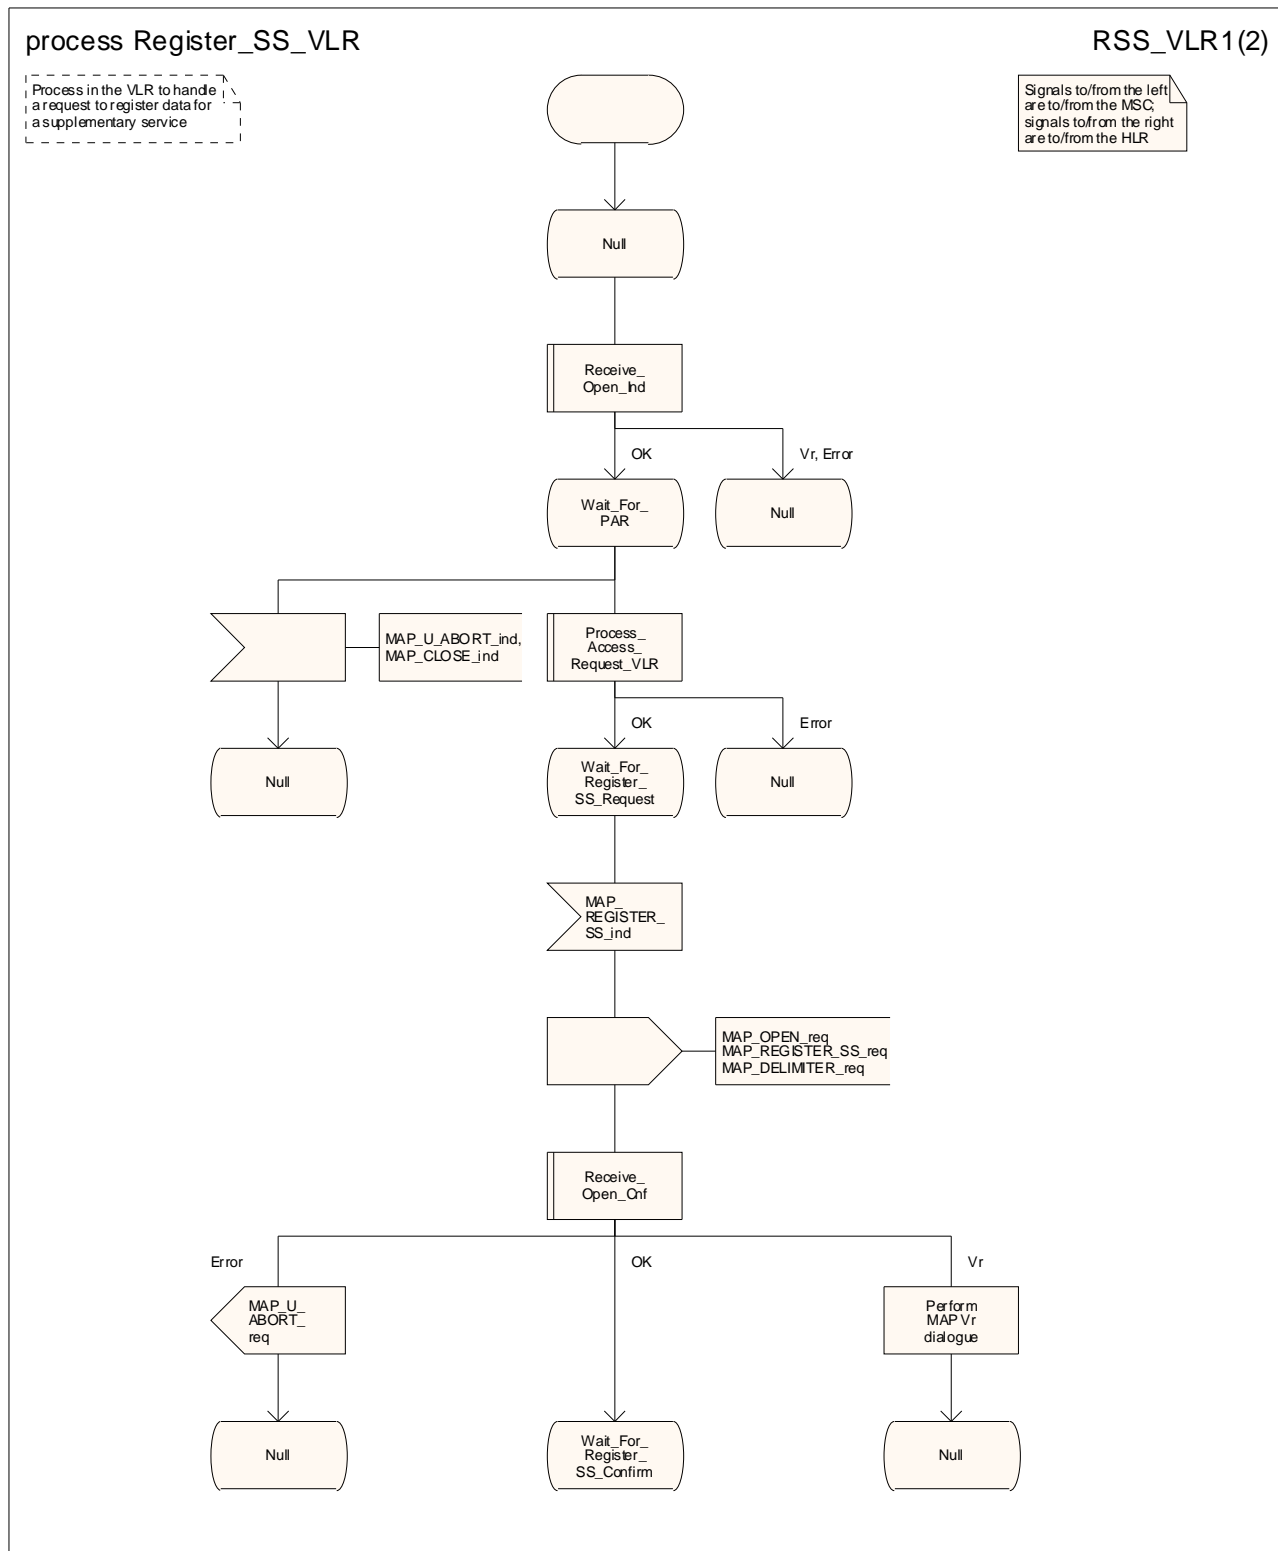 process Register_SS_VLR
RSS_VLR1(2)
Process in the VLR to handle
a request to register data for
a supplementary service
Signals to/from the left
are to/from the MSC;
signals to/from the right
are to/from the HLR
Null
Receive_
Open_Ind
OK
Vr, Error
Wait_For_
PAR
Null
MAP_U_ABORT_ind,
MAP_CLOSE_ind
Process_
Access_
Request_VLR
OK
Error
Null
Wait_For_
Register_
SS_Request
Null
MAP_
REGISTER_
SS_ind
MAP_OPEN_req
MAP_REGISTER_SS_req
MAP_DELIMITER_req
Receive_
Open_Cnf
Error
OK
Vr
MAP_U_
ABORT_
req
Perform
MAP Vr
dialogue
Null
Wait_For_
Register_
SS_Confirm
Null